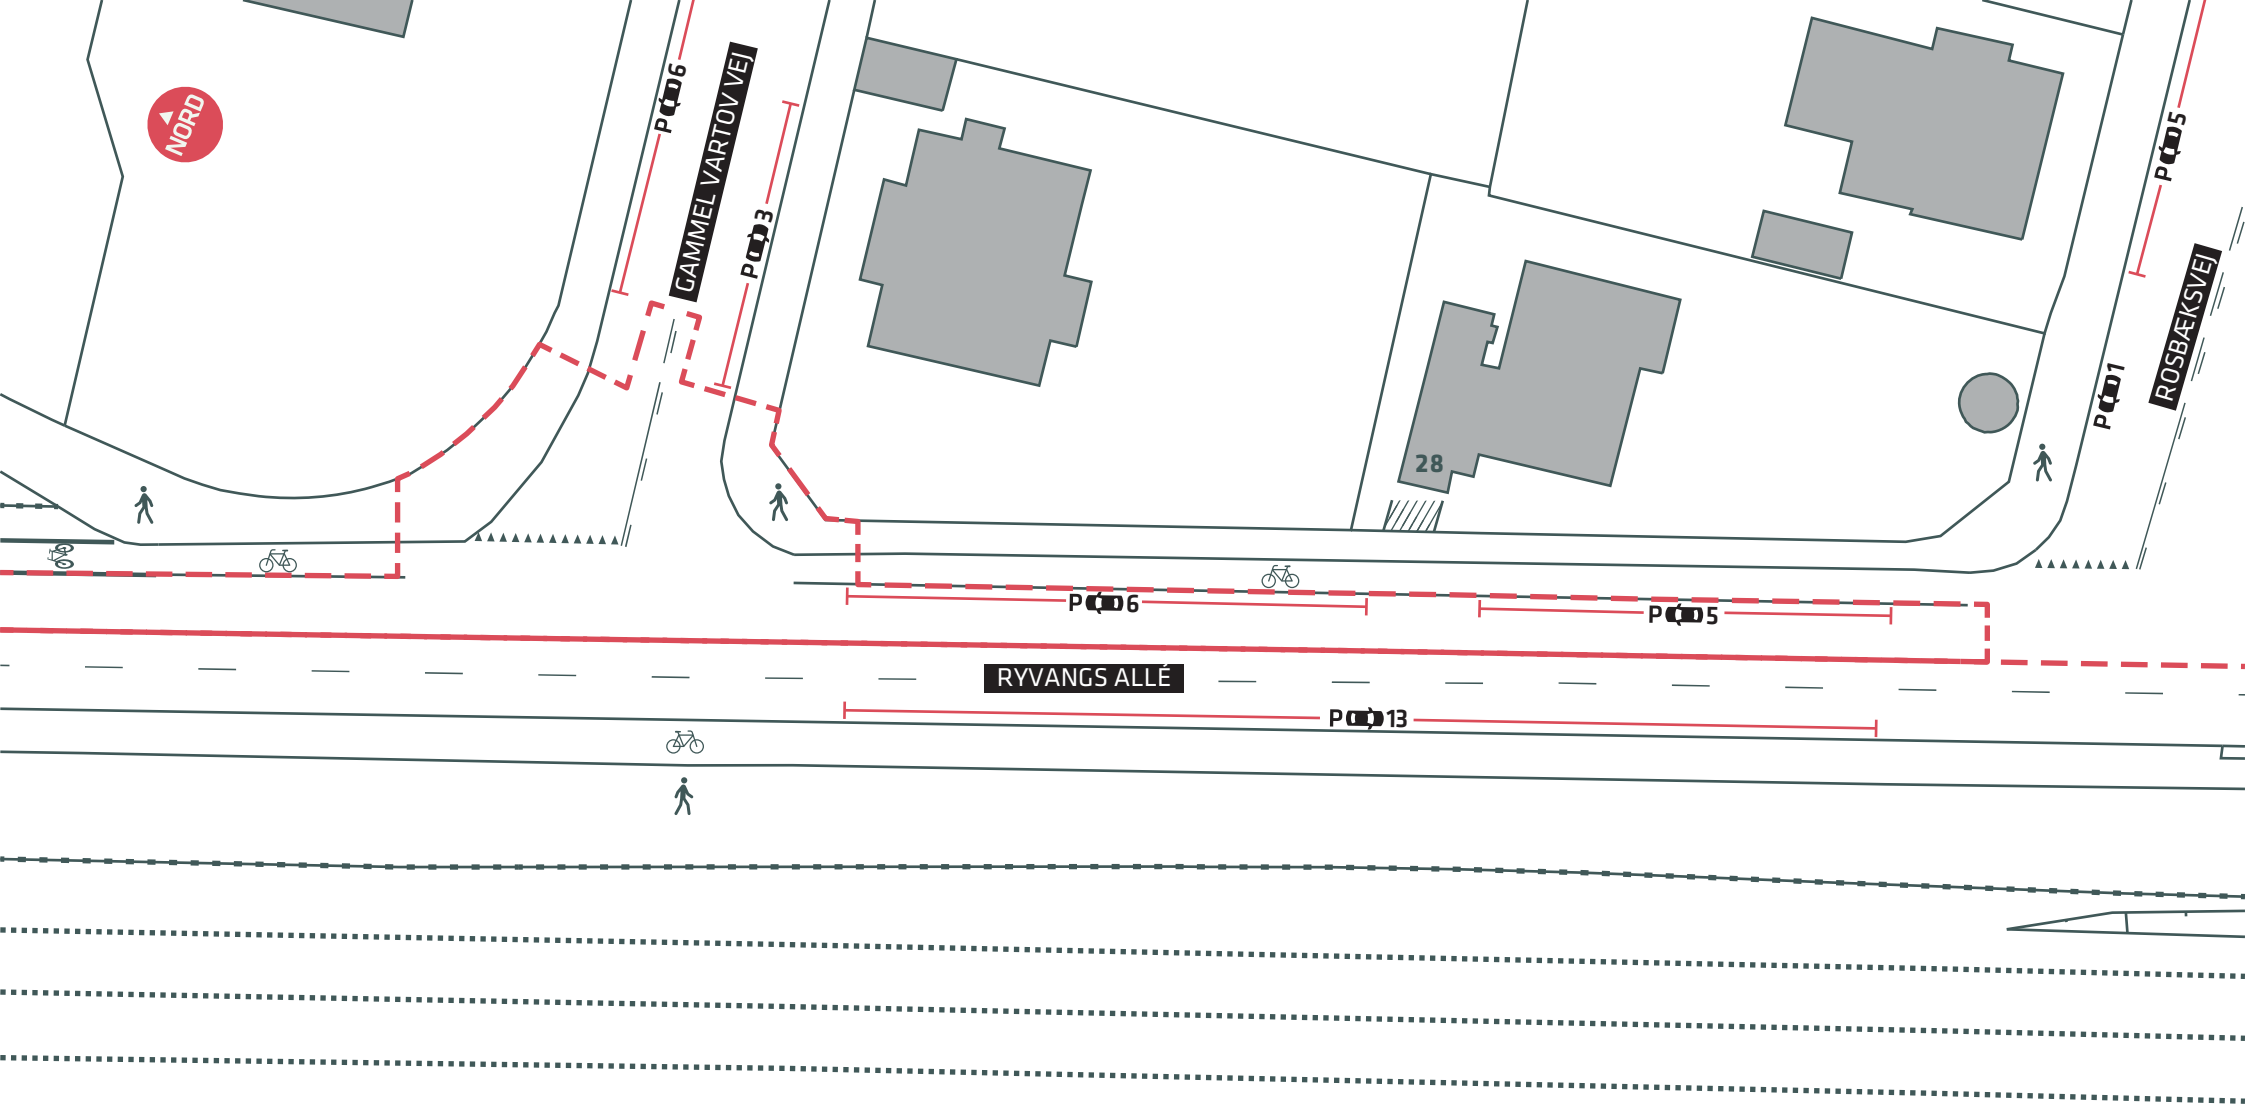 NORD
P 6
GAMMEL VARTOV VEJ
P 3
P 5
ROSBÆKSVEJ
P 1
28
P 6
P 5
RYVANGS ALLÉ
P 13